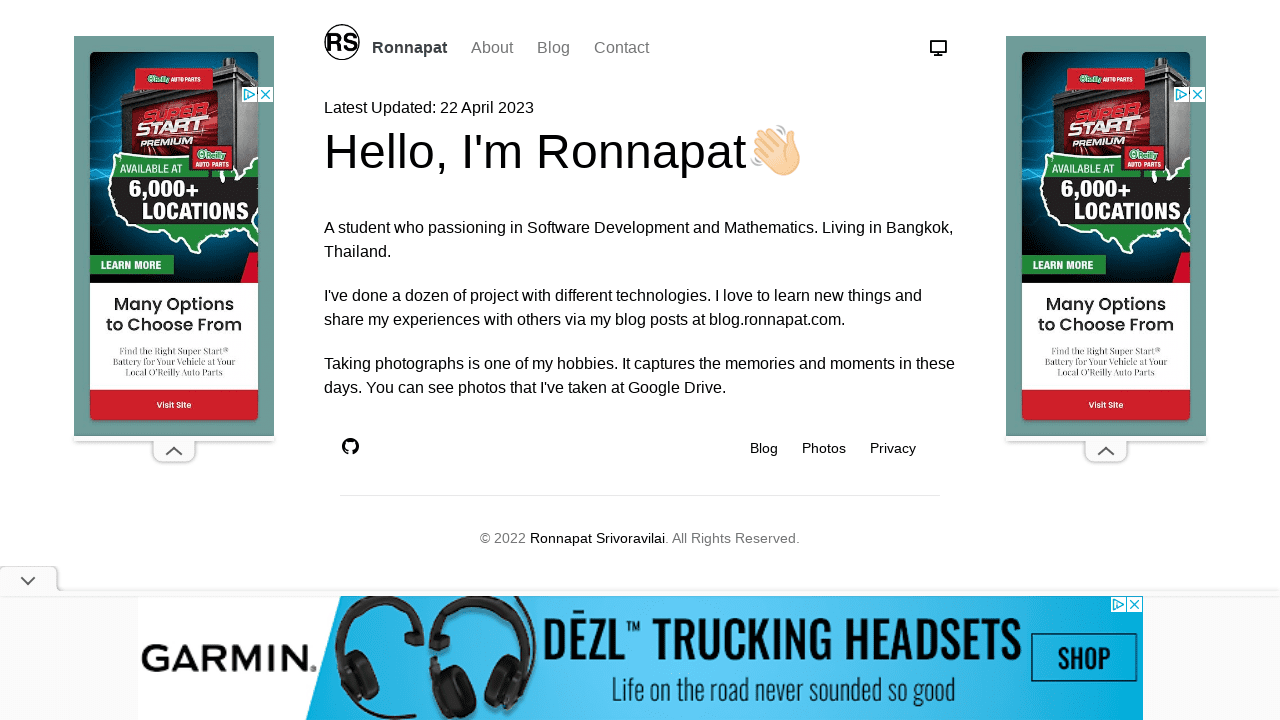 RS
Ronnapat
About
Blog
Contact
Latest Updated: 22 April 2023
Hello, I'm Ronnapat👋🏻
A student who passioning in Software Development and Mathematics. Living in Bangkok,
Thailand.
I've done a dozen of project with different technologies. I love to learn new things and
share my experiences with others via my blog posts at blog.ronnapat.com.
Taking photographs is one of my hobbies. It captures the memories and moments in these
days. You can see photos that I've taken at Google Drive.
Blog
Photos
Privacy
© 2022 Ronnapat Srivoravilai. All Rights Reserved.
O'Reilly AUTO PARTS
SUPER
START
PREMIUM
O'Reilly
AUTO PARTS
AVAILABLE AT
6,000+
LOCATIONS
LEARN MORE
Many Options
to Choose From
Find the Right Super Start®
Battery for Your Vehicle at Your
Local O'Reilly Auto Parts
Visit Site
O'Reilly AUTO PARTS
SUPER
START
PREMIUM
O'Reilly
AUTO PARTS
AVAILABLE AT
6,000+
LOCATIONS
LEARN MORE
Many Options
to Choose From
Find the Right Super Start®
Battery for Your Vehicle at Your
Local O'Reilly Auto Parts
Visit Site
GARMIN.
DĒZL™ TRUCKING HEADSETS
Life on the road never sounded so good
SHOP